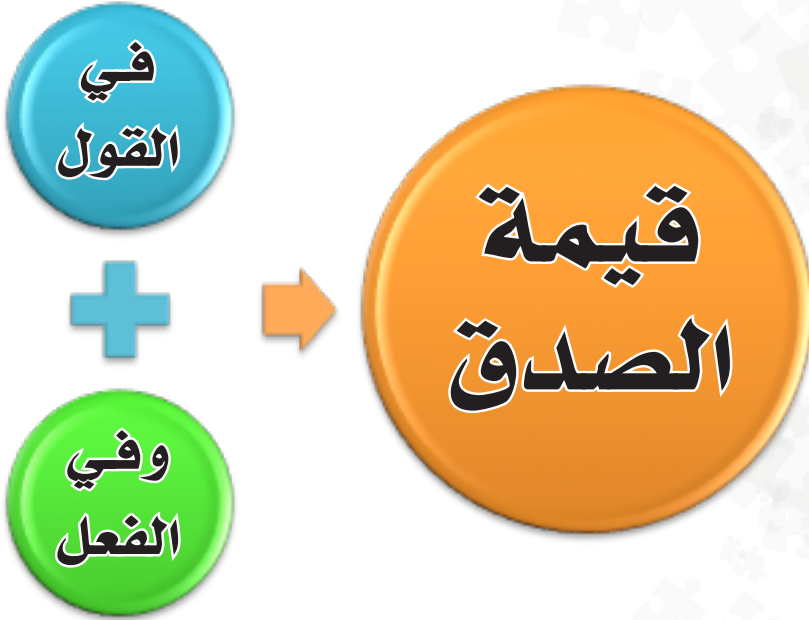 في
القول
وفي
الفعل
قيمة
الصدق